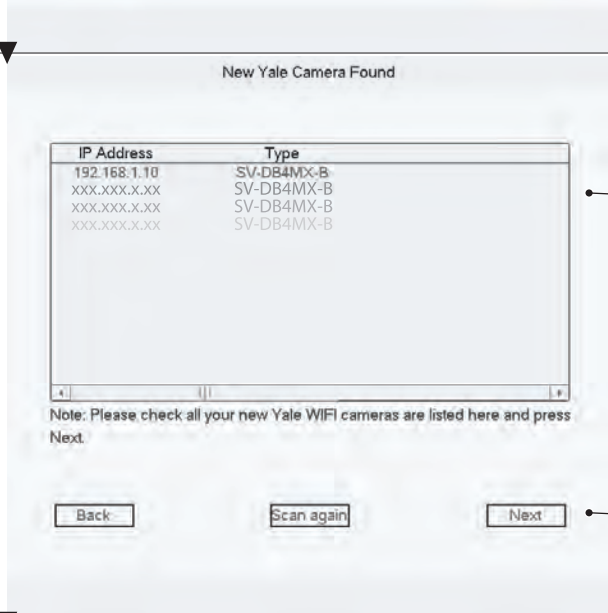 New Yale Camera Found
IP Address Type
192.168.1.10 SV-DB4MX-B
xxx.xxx.x.xx SV-DB4MX-B
xxx.xxx.x.xx SV-DB4MX-B
xxx.xxx.x.xx SV-DB4MX-B
Note: Please check all your new Yale WIFI cameras are listed here and press
Next.
Back Scan again Next